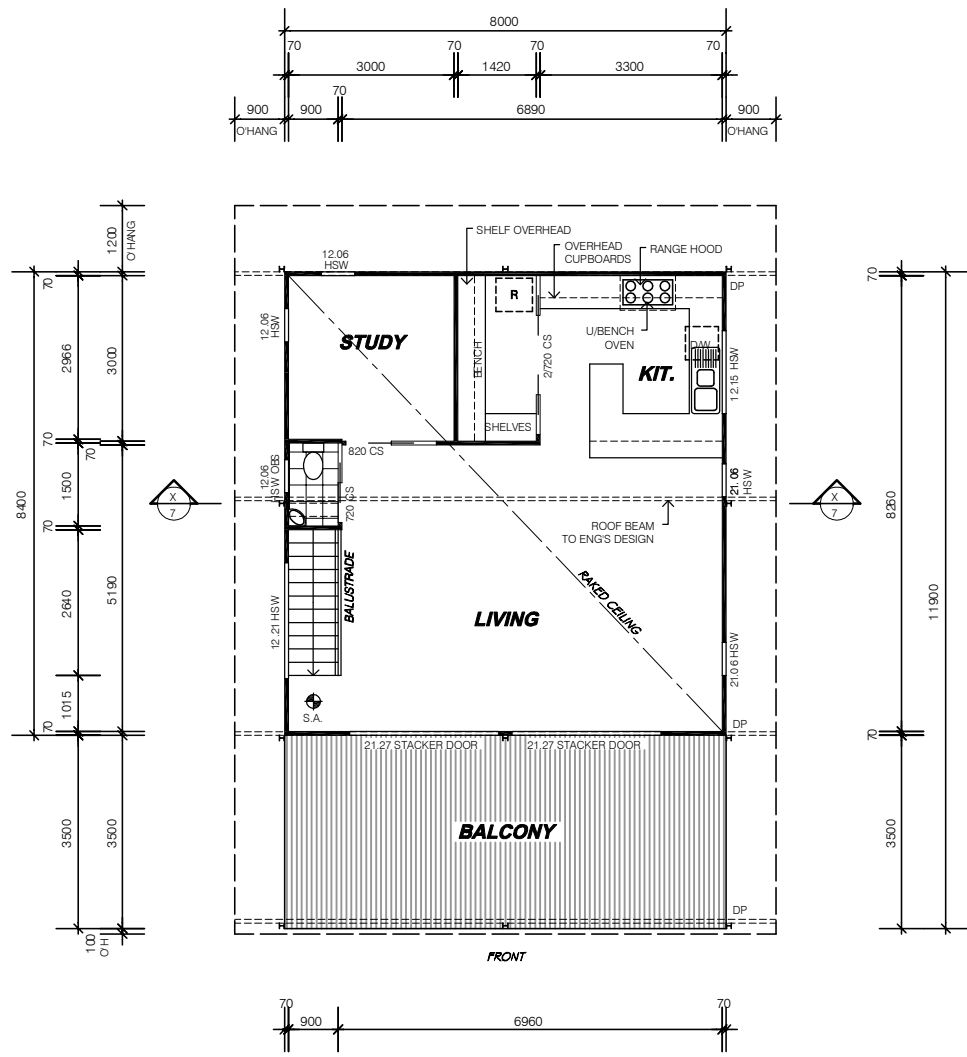 8000
70 70 70 70
3000 1420 3300
70
900 900 6890 900
O'HANG O'HANG
1200
O'HANG
SHELF OVERHEAD
OVERHEAD
CUPBOARDS
RANGE HOOD
12.06
HSW
70
70
DP
R
12.06
HSW
STUDY
U/BENCH
OVEN
D/W
2966
3000
BENCH
2/720 CS
KIT.
12.15 HSW
SHELVES
70
70
820 CS
12.06
HSW OBS
720 CS
21.06
HSW
1500
8400
X
7
X
7
8260
ROOF BEAM
TO ENG'S DESIGN
70
BALUSTRADE
RAKED CEILING
2640
5190
12.21 HSW
LIVING
11900
21.06 HSW
1015
S.A.
70
DP
70
21.27 STACKER DOOR
21.27 STACKER DOOR
3500
3500
BALCONY
3500
DP
100
O'H
FRONT
70 70
900 6960